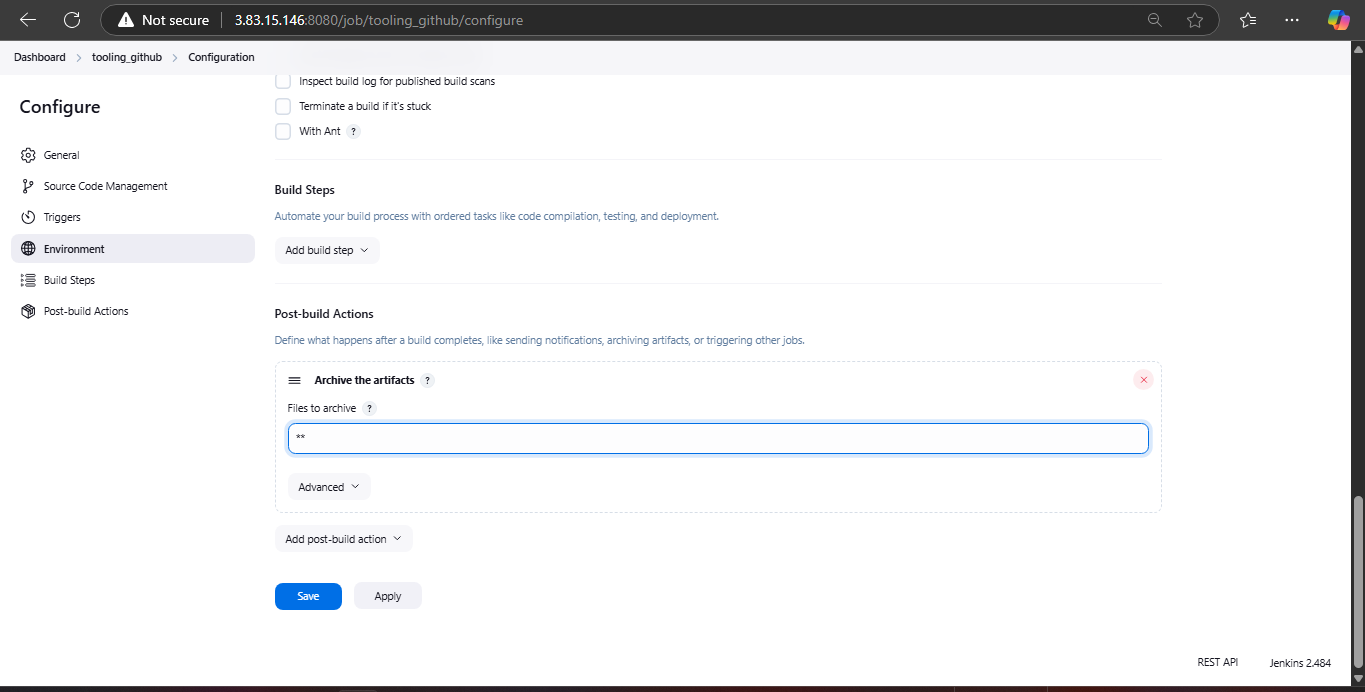 Not secure | 3.83.15.146:8080/job/tooling_github/configure
Dashboard > tooling_github > Configuration
Configure
General
Source Code Management
Triggers
Environment
Build Steps
Post-build Actions
Inspect build log for published build scans
Terminate a build if it's stuck
With Ant ?
Build Steps
Automate your build process with ordered tasks like code compilation, testing, and deployment.
Add build step
Post-build Actions
Define what happens after a build completes, like sending notifications, archiving artifacts, or triggering other jobs.
Archive the artifacts ?
Files to archive ?
**
Advanced
Add post-build action
Save Apply
REST API Jenkins 2.484